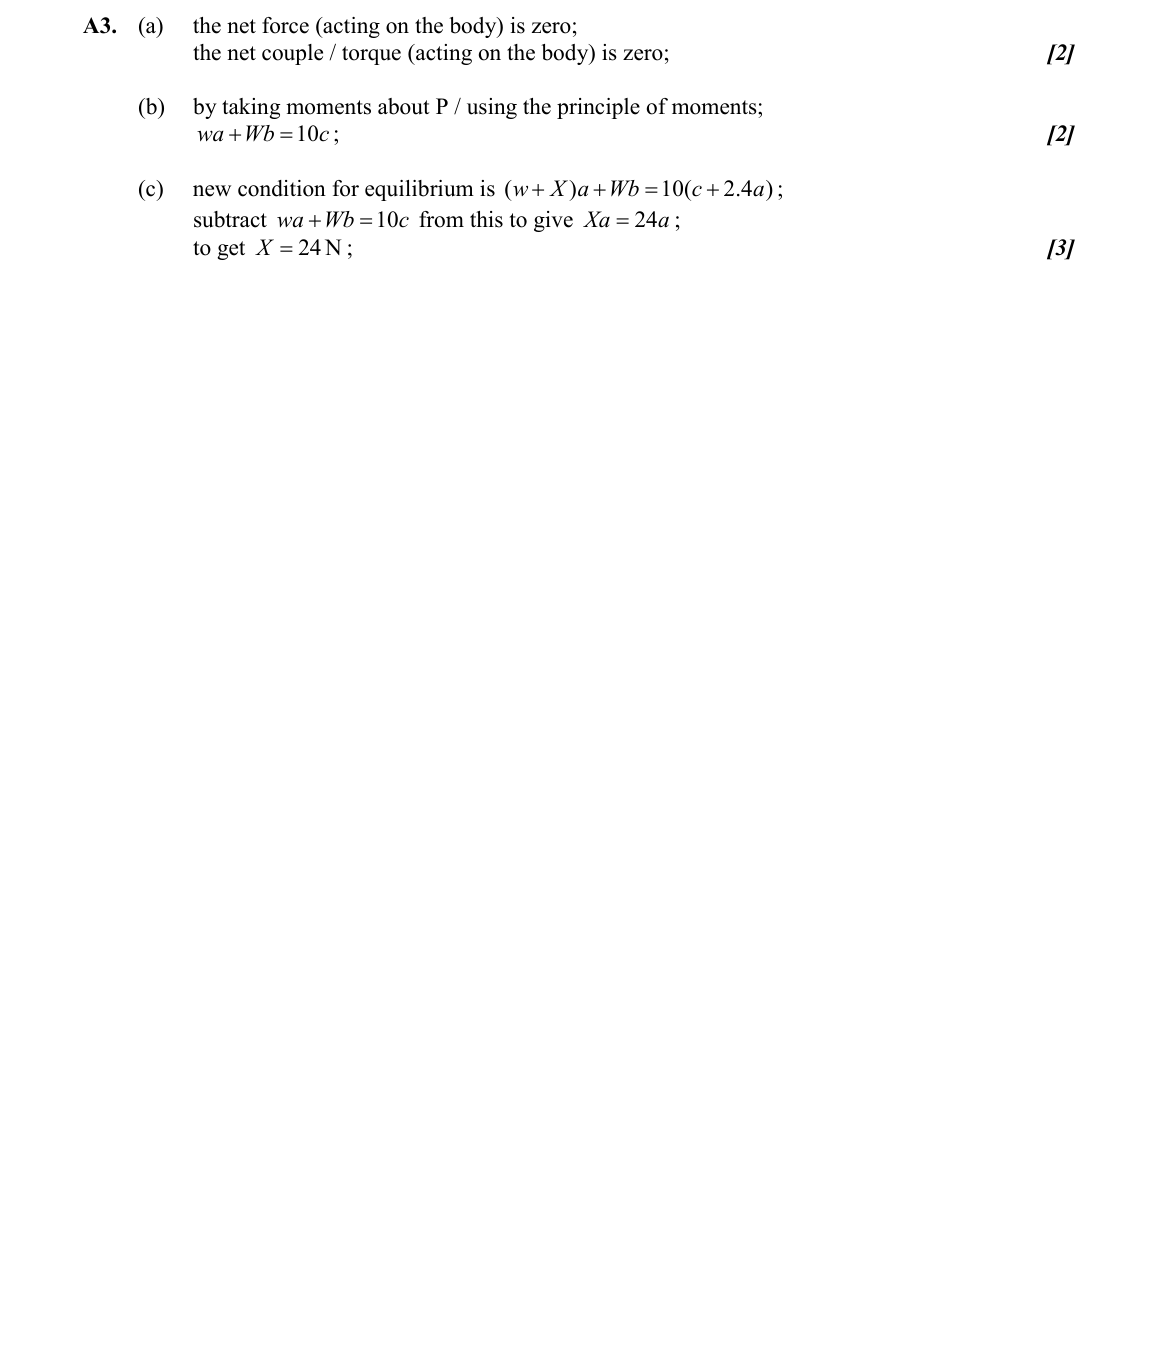 A3. (a) the net force (acting on the body) is zero;
the net couple / torque (acting on the body) is zero; [2]
(b) by taking moments about P / using the principle of moments;
wa + Wb = 10c ; [2]
(c) new condition for equilibrium is (w + X)a + Wb = 10(c + 2.4a) ;
subtract wa + Wb = 10c from this to give Xa = 24a ;
to get X = 24 N ; [3]